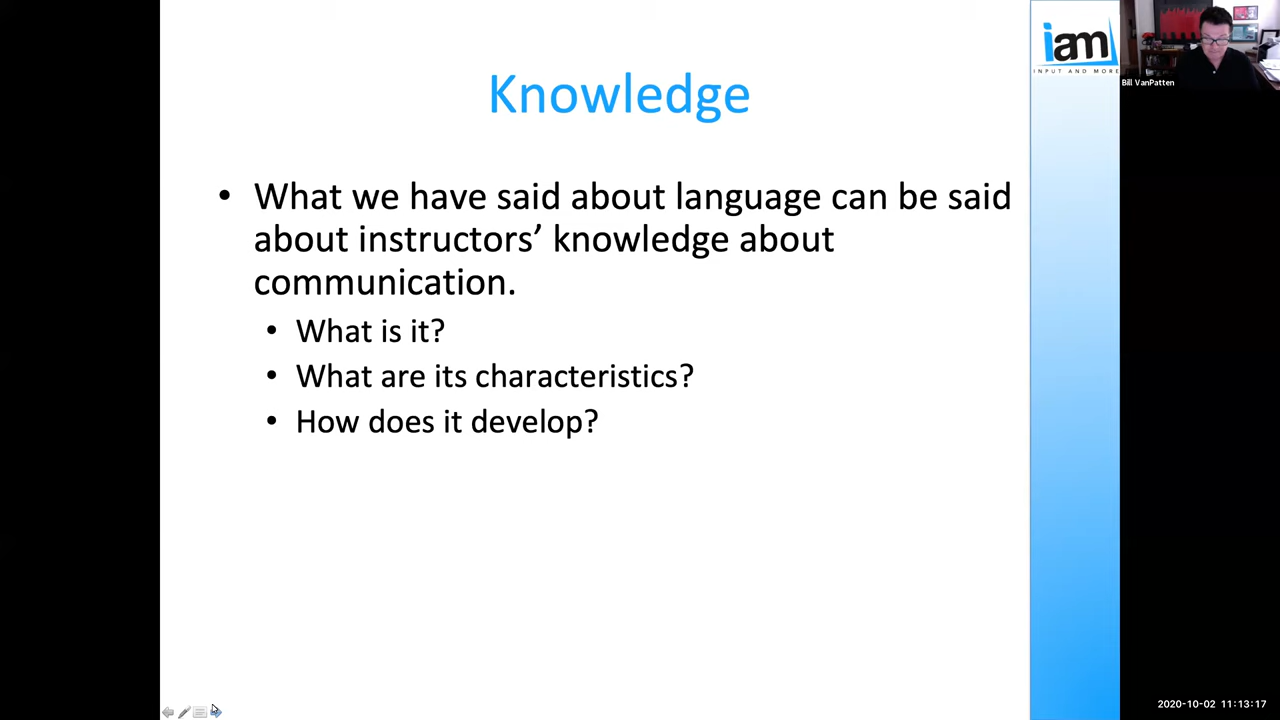 Knowledge
• What we have said about language can be said
about instructors’ knowledge about
communication.
• What is it?
• What are its characteristics?
• How does it develop?
iam
INPUT AND MORE
Bill VanPatten
2020-10-02 11:13:17